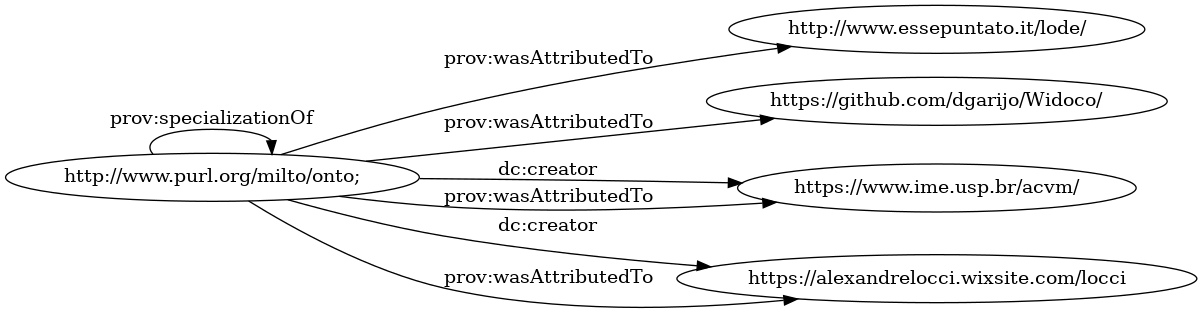 http://www.essepuntato.it/lode/
prov:wasAttributedTo
https://github.com/dgarijo/Widoco/
prov:specializationOf
prov:wasAttributedTo
http://www.purl.org/milto/onto;
dc:creator
https://www.ime.usp.br/acvm/
prov:wasAttributedTo
dc:creator
https://alexandrelocci.wixsite.com/locci
prov:wasAttributedTo